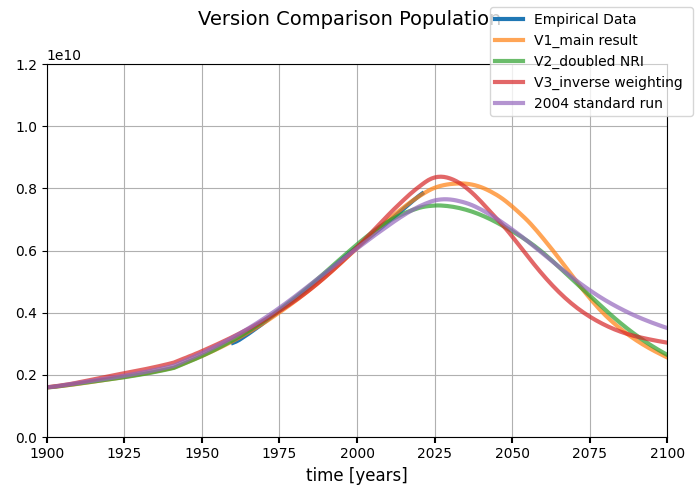 Version Comparison Population
Empirical Data
V1_main result
V2_doubled NRI
V3_inverse weighting
2004 standard run
1e10
1.2
1.0
0.8
0.6
0.4
0.2
0.0
1900 1925 1950 1975 2000 2025 2050 2075 2100
time [years]